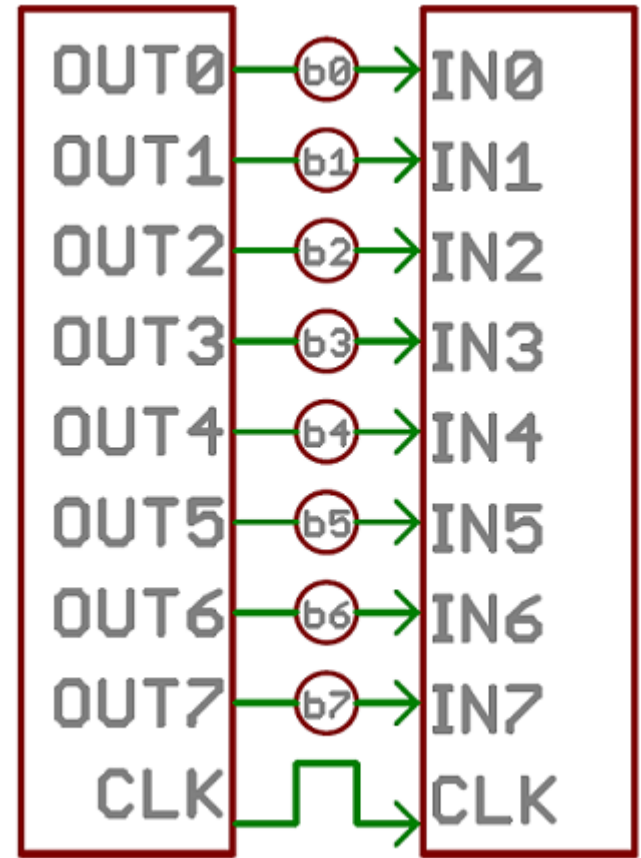 OUT0 b0 IN0
OUT1 b1 IN1
OUT2 b2 IN2
OUT3 b3 IN3
OUT4 b4 IN4
OUT5 b5 IN5
OUT6 b6 IN6
OUT7 b7 IN7
CLK CLK